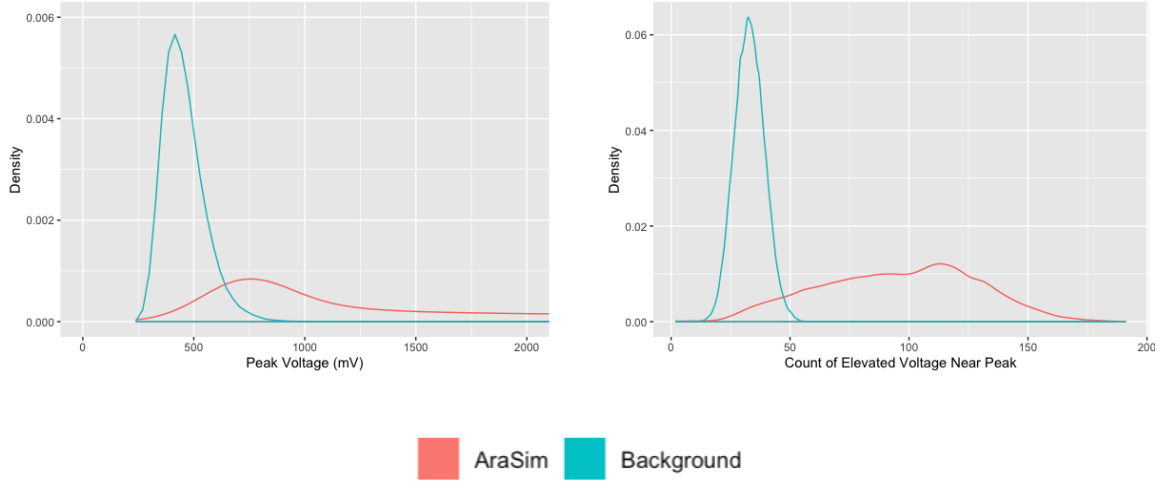 0.006
0.004
0.002
0.000
Density
0 500 1000 1500 2000
Peak Voltage (mV)
0.06
0.04
0.02
0.00
Density
0 50 100 150 200
Count of Elevated Voltage Near Peak
AraSim Background